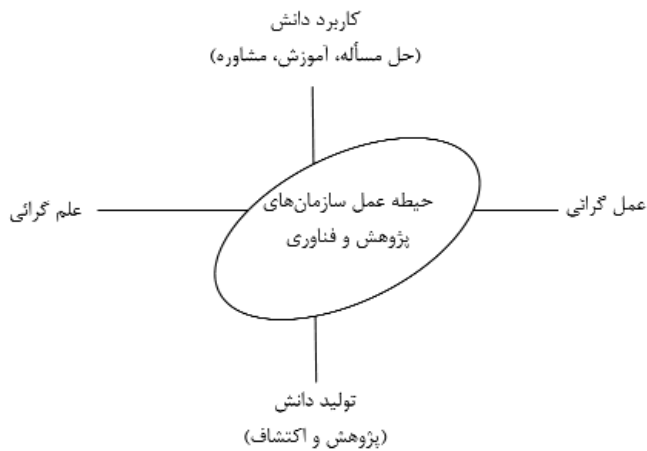 کاربرد دانش
(حل مسأله، آموزش، مشاوره)
عمل گرائی
حیطه عمل سازمان‌های
پژوهش و فناوری
علم گرائی
تولید دانش
(پژوهش و اکتشاف)